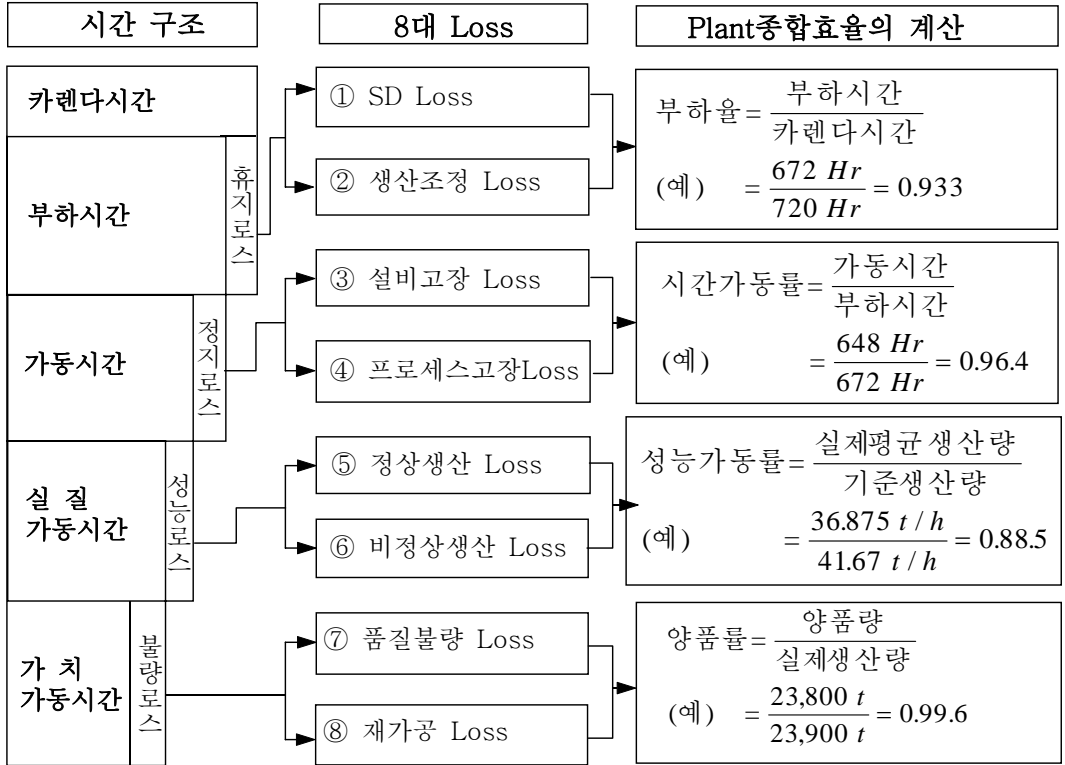 시간 구조
8대 Loss
Plant종합효율의 계산
카렌다시간
부하시간
휴지로스
가동시간
정지로스
실 질
가동시간
성능로스
가 치
가동시간
불량로스
① SD Loss
② 생산조정 Loss
③ 설비고장 Loss
④ 프로세스고장Loss
⑤ 정상생산 Loss
⑥ 비정상생산 Loss
⑦ 품질불량 Loss
⑧ 재가공 Loss
부하율= 부하시간 / 카렌다시간
(예) = 672 Hr / 720 Hr = 0.933
시간가동률= 가동시간 / 부하시간
(예) = 648 Hr / 672 Hr = 0.96.4
성능가동률= 실제평균생산량 / 기준생산량
(예) = 36.875 t / h / 41.67 t / h = 0.88.5
양품률= 양품량 / 실제생산량
(예) = 23,800 t / 23,900 t = 0.99.6